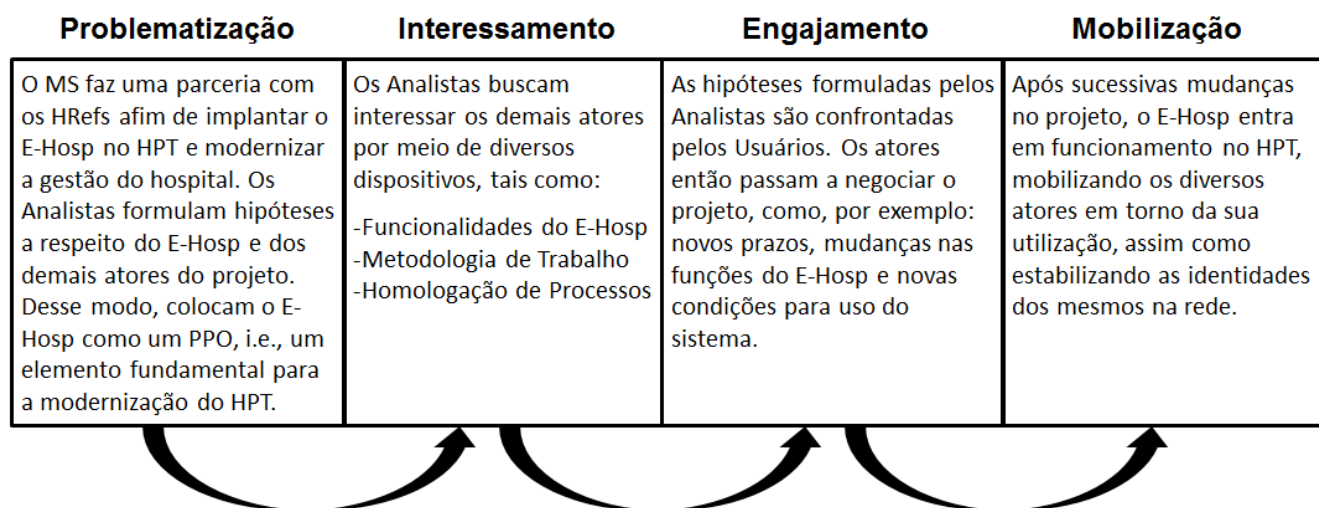 Problematização
O MS faz uma parceria com
os HRefs afim de implantar o
E-Hosp no HPT e modernizar
a gestão do hospital. Os
Analistas formulam hipóteses
a respeito do E-Hosp e dos
demais atores do projeto.
Desse modo, colocam o E-
Hosp como um PPO, i.e., um
elemento fundamental para
a modernização do HPT.
Interessamento
Os Analistas buscam
interessar os demais atores
por meio de diversos
dispositivos, tais como:
-Funcionalidades do E-Hosp
-Metodologia de Trabalho
-Homologação de Processos
Engajamento
As hipóteses formuladas pelos
Analistas são confrontadas
pelos Usuários. Os atores
então passam a negociar o
projeto, como, por exemplo:
novos prazos, mudanças nas
funções do E-Hosp e novas
condições para uso do
sistema.
Mobilização
Após sucessivas mudanças
no projeto, o E-Hosp entra
em funcionamento no HPT,
mobilizando os diversos
atores em torno da sua
utilização, assim como
estabilizando as identidades
dos mesmos na rede.